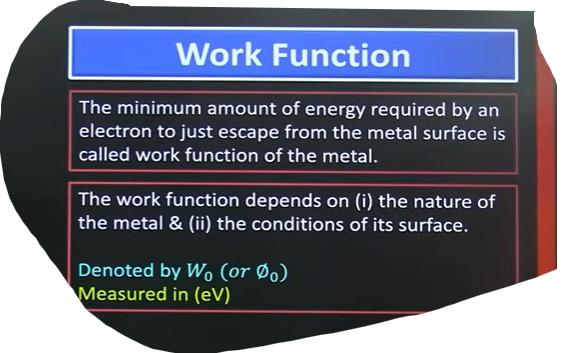 Work Function
The minimum amount of energy required by an
electron to just escape from the metal surface is
called work function of the metal.
The work function depends on (i) the nature of
the metal & (ii) the conditions of its surface.
Denoted by W₀ (or Ø₀)
Measured in (eV)